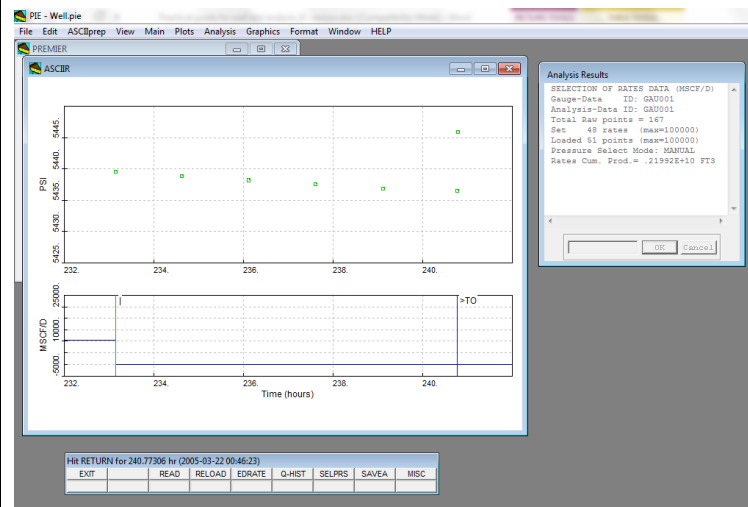 PIE - Well.pie
File Edit ASCIIprep View Main Plots Analysis Graphics Format Window HELP
PREMIER
ASCIIR
5445.
5440.
5435.
5430.
5425.
PSI
232. 234. 236. 238. 240.
25000.
10000.
-5000.
MSCF/D
>TO
232. 234. 236. 238. 240.
Time (hours)
Analysis Results
SELECTION OF RATES DATA (MSCF/D)
Gauge-Data ID: GAU001
Analysis-Data ID: GAU001
Total Raw points = 167
Set 48 rates (max=100000)
Loaded 51 points (max=100000)
Pressure Select Mode: MANUAL
Rates Cum. Prod.= .21992E+10 FT3
OK Cancel
Hit RETURN for 240.77306 hr (2005-03-22 00:46:23)
EXIT READ RELOAD EDRATE Q-HIST SELPRS SAVEA MISC